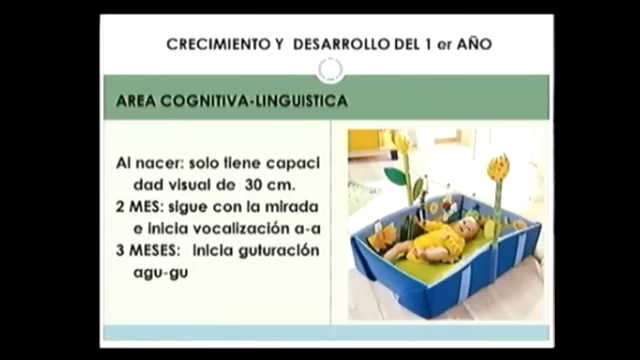 CRECIMIENTO Y DESARROLLO DEL 1 er AÑO
AREA COGNITIVA-LINGUISTICA
Al nacer: solo tiene capaci
dad visual de 30 cm.
2 MES: sigue con la mirada
e inicia vocalización a-a
3 MESES: Inicia guturación
agu-gu